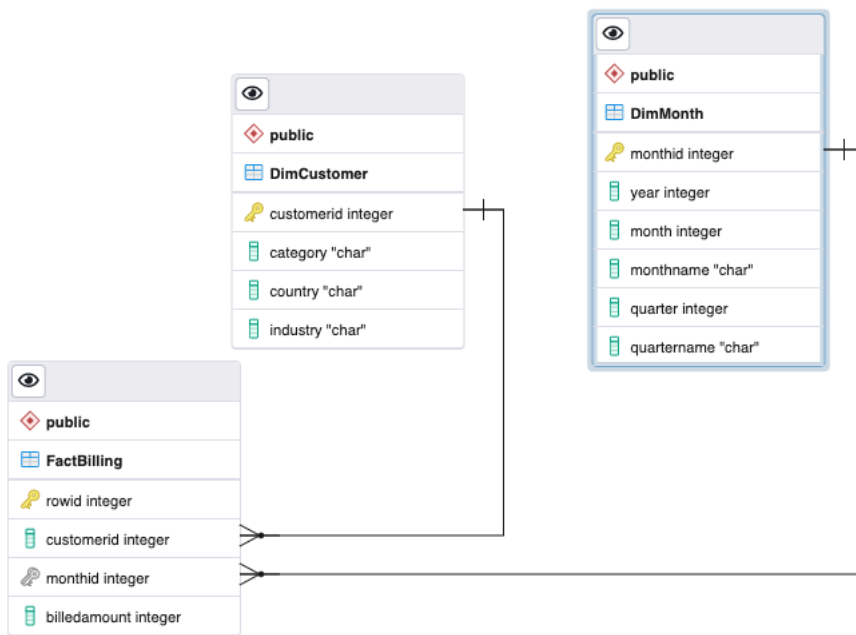 public
DimMonth
monthid integer
year integer
month integer
monthname "char"
quarter integer
quartername "char"
public
DimCustomer
customerid integer
category "char"
country "char"
industry "char"
public
FactBilling
rowid integer
customerid integer
monthid integer
billedamount integer